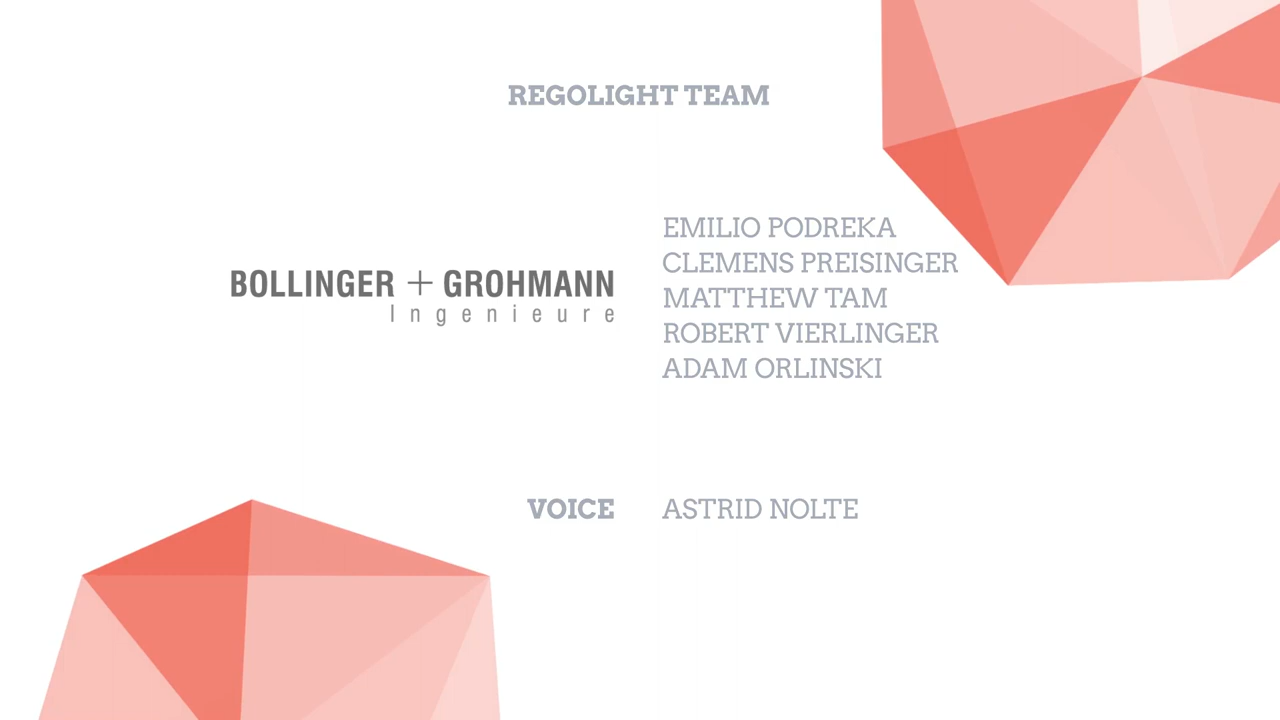 REGOLIGHT TEAM
BOLLINGER + GROHMANN
Ingenieure
EMILIO PODREKA
CLEMENS PREISINGER
MATTHEW TAM
ROBERT VIERLINGER
ADAM ORLINSKI
VOICE ASTRID NOLTE